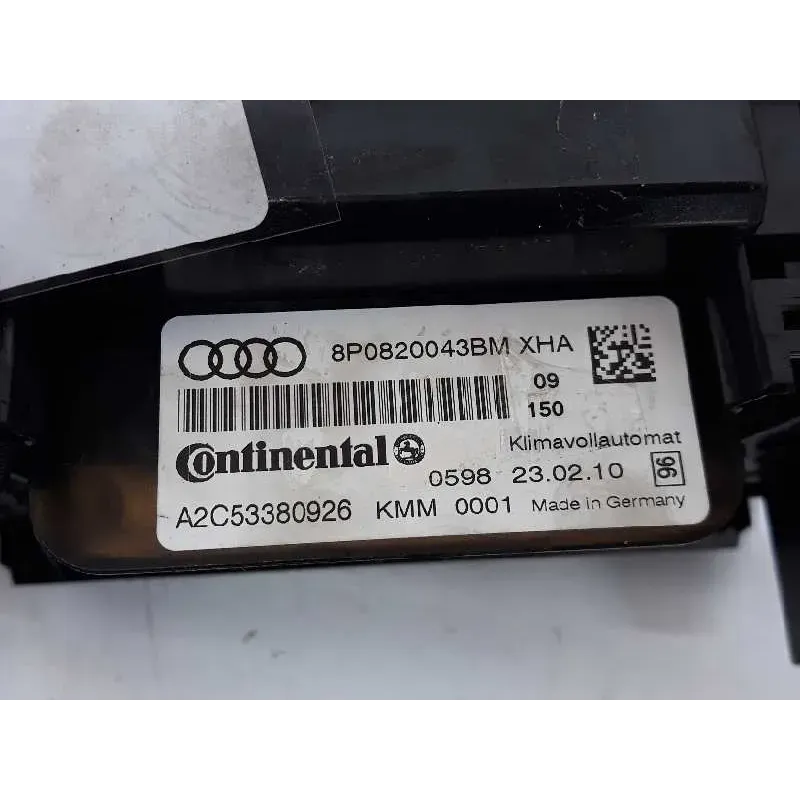 8P0820043BM XHA
09
150
Continental
Klimavollautomat
0598 23.02.10
96
A2C53380926 KMM 0001 Made in Germany